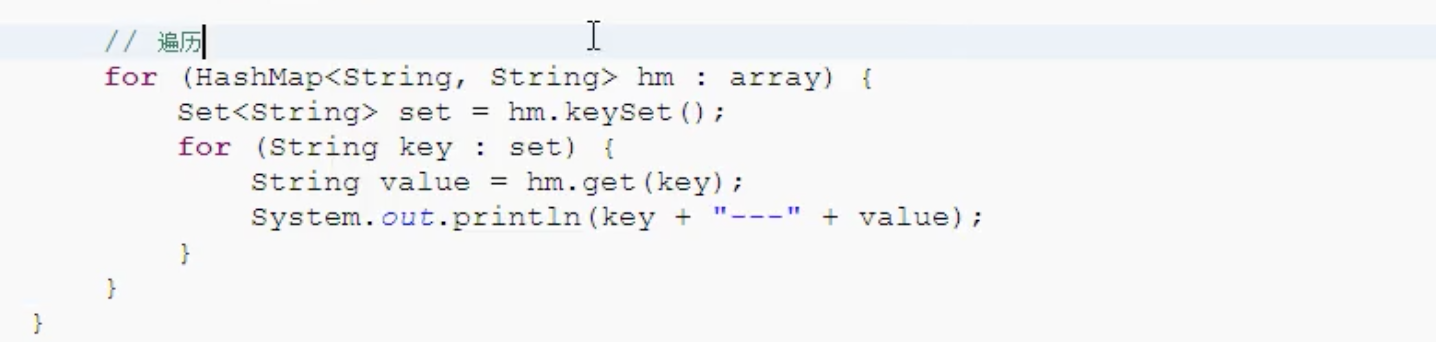 // 遍历
for (HashMap<String, String> hm : array) {
Set<String> set = hm.keySet();
for (String key : set) {
String value = hm.get(key);
System.out.println(key + "---" + value);
}
}
}